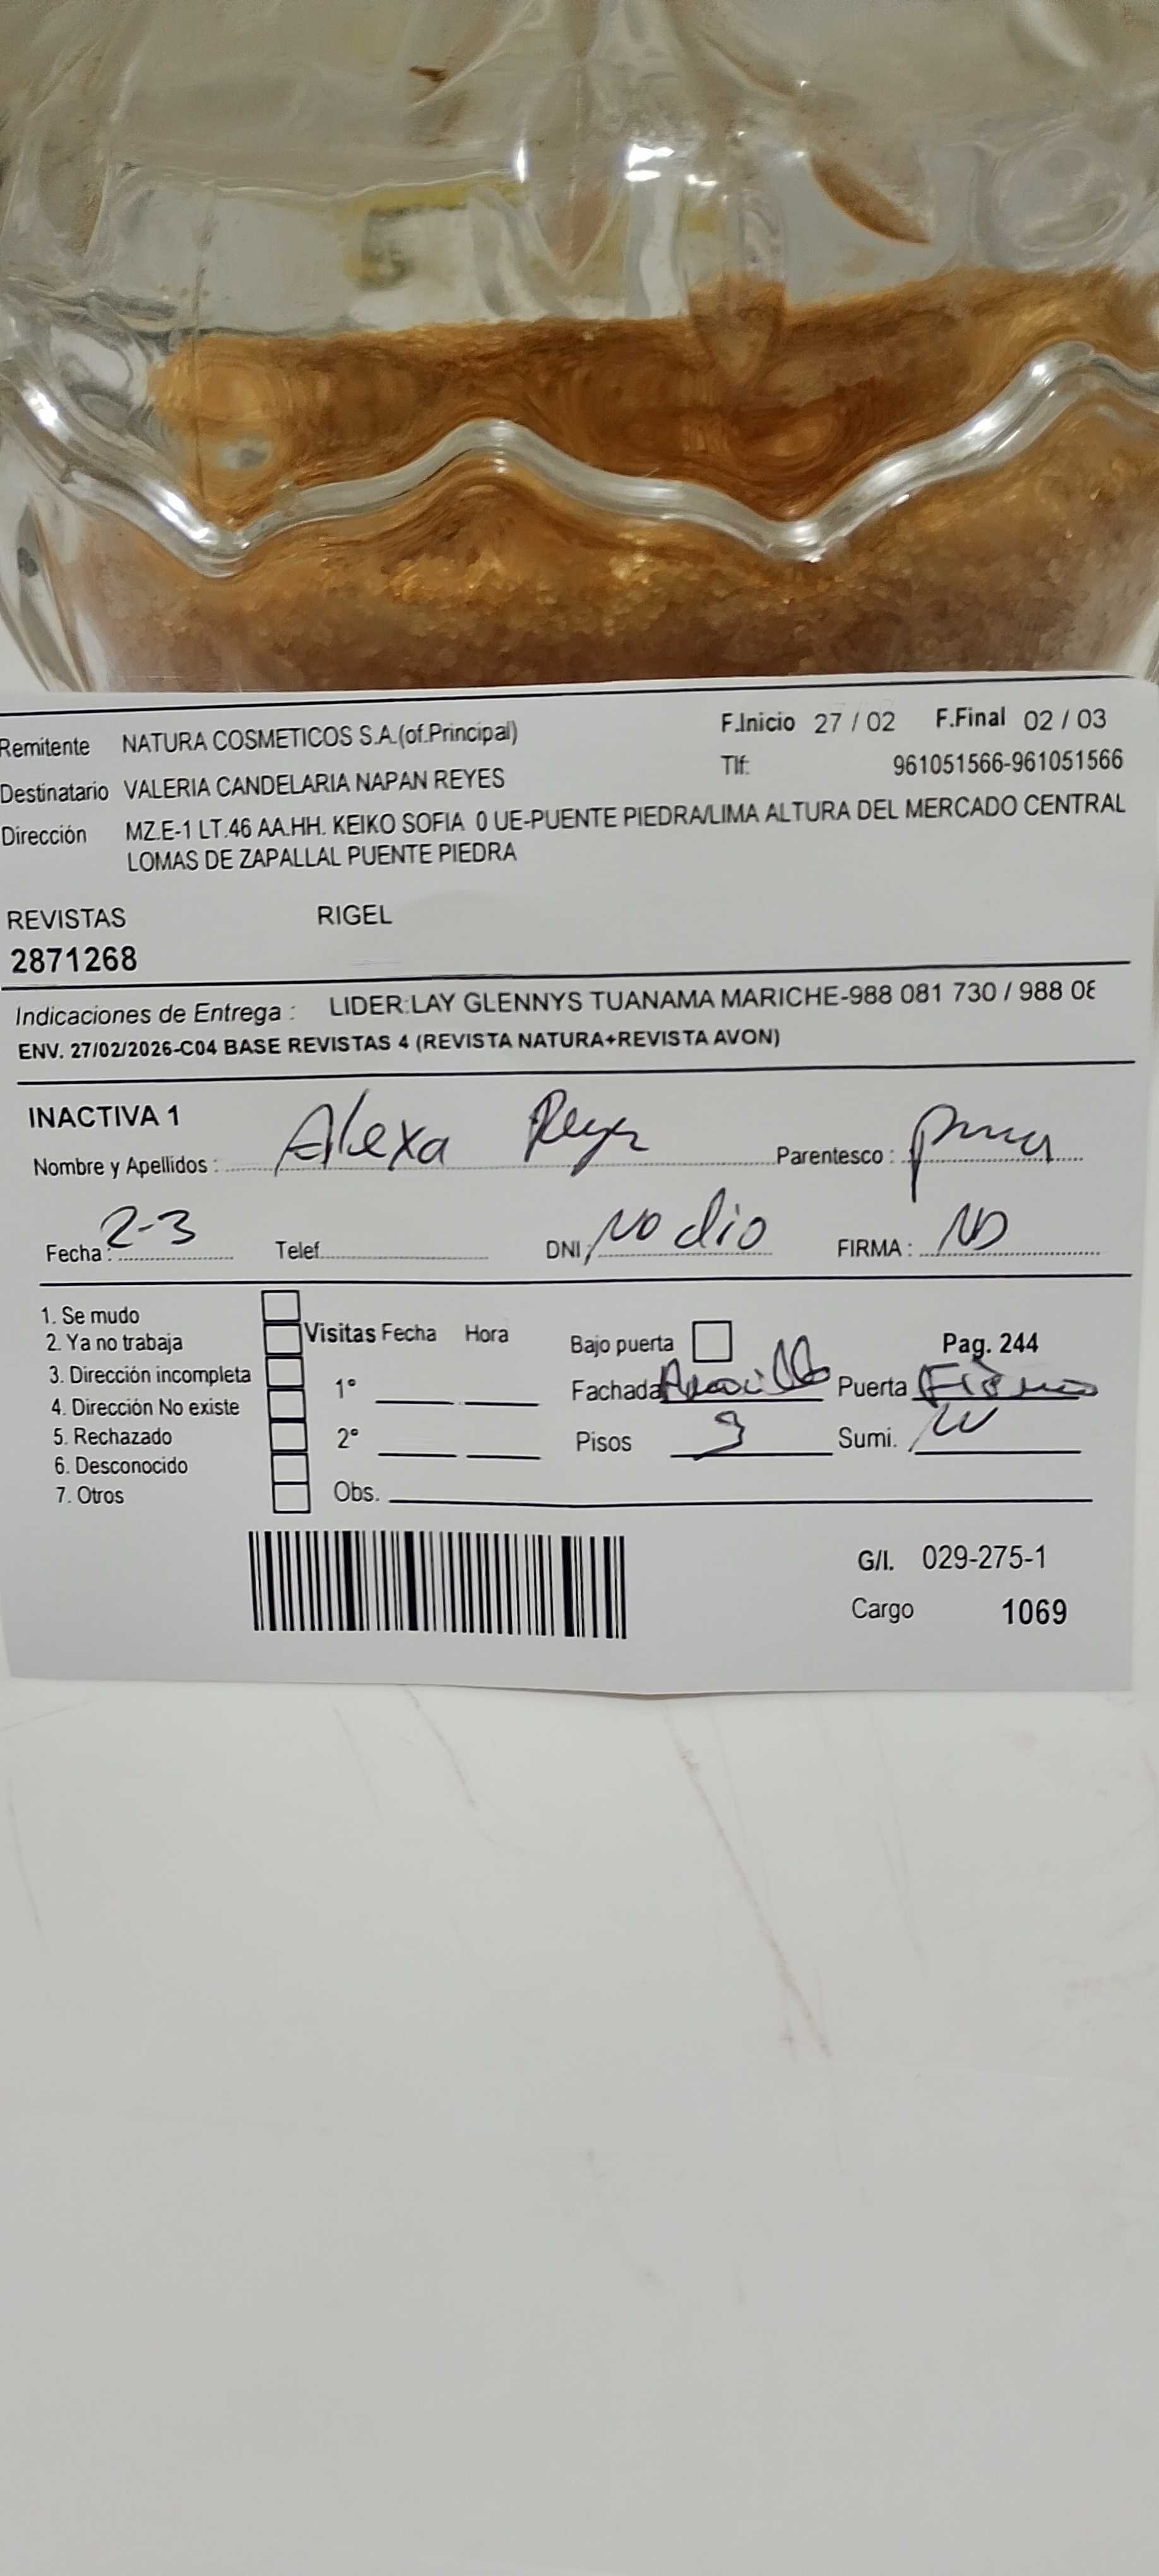 Remitente NATURA COSMETICOS S.A.(of.Principal) F.Inicio 27 / 02 F.Final 02 / 03
Destinatario VALERIA CANDELARIA NAPAN REYES Tlf: 961051566-961051566
Dirección MZ.E-1 LT.46 AA.HH. KEIKO SOFIA 0 UE-PUENTE PIEDRA/LIMA ALTURA DEL MERCADO CENTRAL
LOMAS DE ZAPALLAL PUENTE PIEDRA
REVISTAS RIGEL
2871268
Indicaciones de Entrega : LIDER:LAY GLENNYS TUANAMA MARICHE-988 081 730 / 988 08
ENV. 27/02/2026-C04 BASE REVISTAS 4 (REVISTA NATURA+REVISTA AVON)
INACTIVA 1
Nombre y Apellidos : Alexa Reyes Parentesco : prima
Fecha : 2-3 Telef. DNI: No dio FIRMA : ND
1. Se mudo
2. Ya no trabaja Visitas Fecha Hora Bajo puerta Pag. 244
3. Dirección incompleta 1° Fachada Amarillo Puerta Fierro
4. Dirección No existe
5. Rechazado 2° Pisos 3 Sumi.
6. Desconocido
7. Otros Obs.
G/I. 029-275-1
Cargo 1069